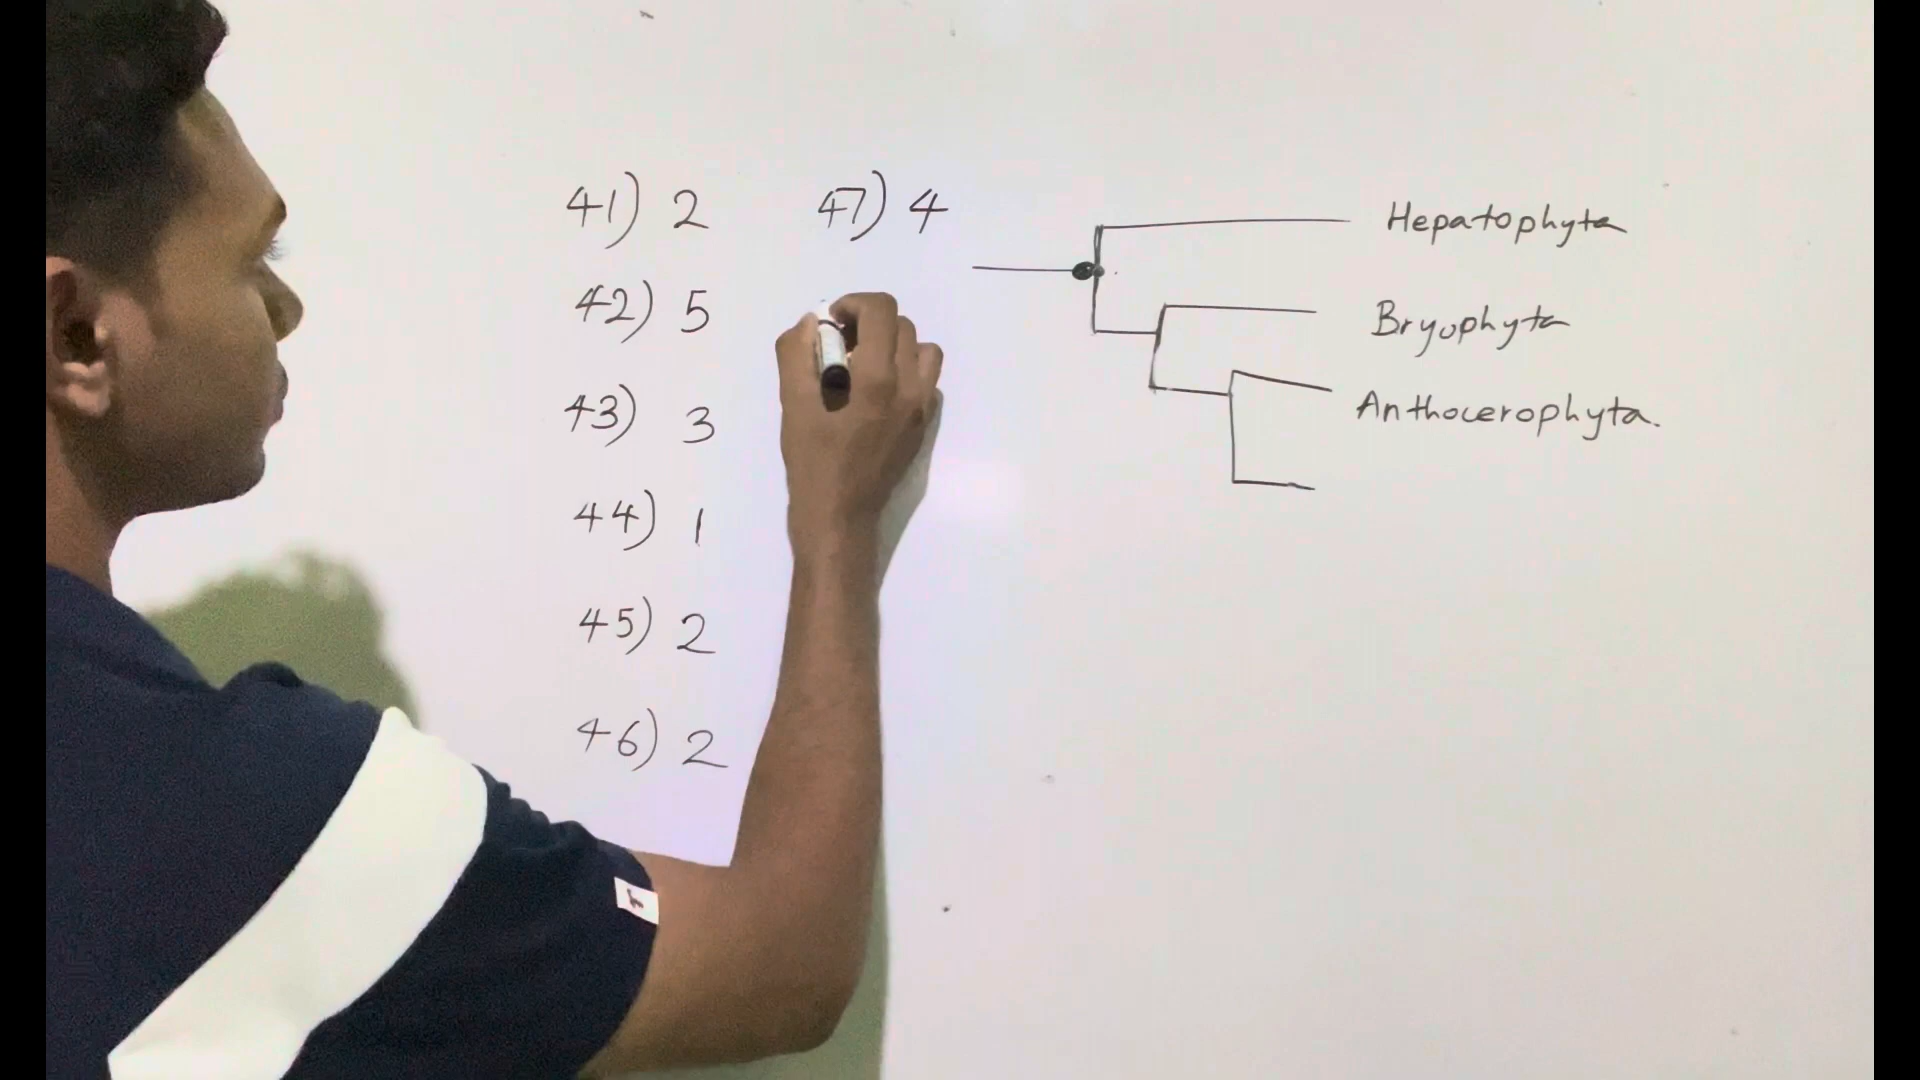 41) 2
42) 5
43) 3
44) 1
45) 2
46) 2
47) 4
Hepatophyta
Bryophyta
Anthocerophyta.